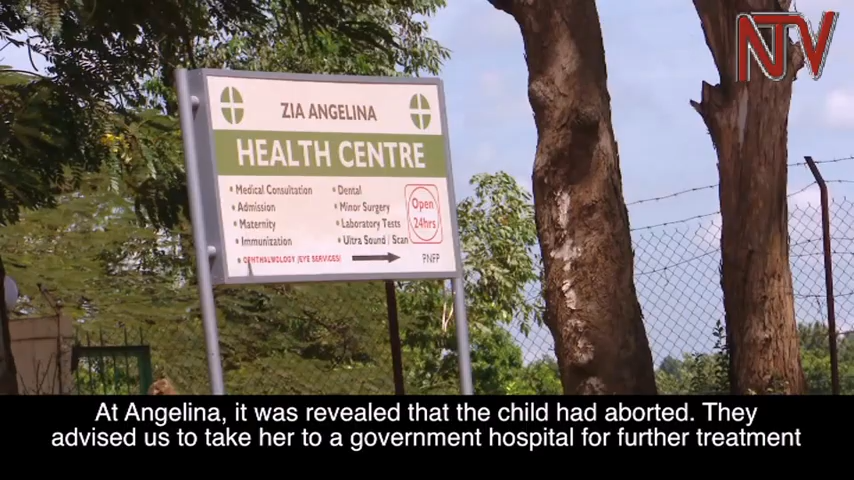 NTV
ZIA ANGELINA
HEALTH CENTRE
• Medical Consultation
• Admission
• Maternity
• Immunization
• OPHTHALMOLOGY (EYE SERVICES)
• Dental
• Minor Surgery
• Laboratory Tests
• Ultra Sound / Scan
Open
24hrs
PNFP
At Angelina, it was revealed that the child had aborted. They
advised us to take her to a government hospital for further treatment